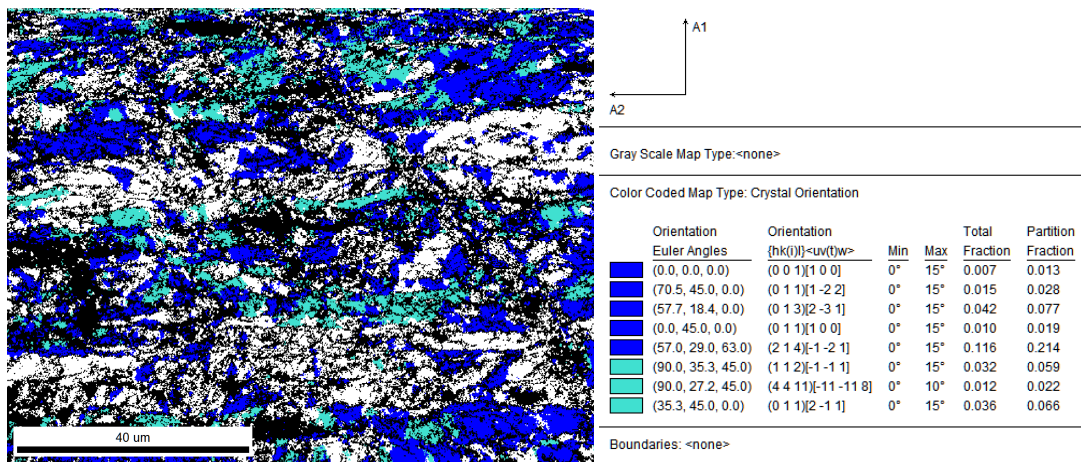 A1
A2
Gray Scale Map Type:<none>
Color Coded Map Type: Crystal Orientation
Orientation Orientation Total Partition
Euler Angles {hk(i)l}<uv(t)w> Min Max Fraction Fraction
(0.0, 0.0, 0.0) (0 0 1)[1 0 0] 0° 15° 0.007 0.013
(70.5, 45.0, 0.0) (0 1 1)[1 -2 2] 0° 15° 0.015 0.028
(57.7, 18.4, 0.0) (0 1 3)[2 -3 1] 0° 15° 0.042 0.077
(0.0, 45.0, 0.0) (0 1 1)[1 0 0] 0° 15° 0.010 0.019
(57.0, 29.0, 63.0) (2 1 4)[-1 -2 1] 0° 15° 0.116 0.214
(90.0, 35.3, 45.0) (1 1 2)[-1 -1 1] 0° 15° 0.032 0.059
(90.0, 27.2, 45.0) (4 4 11)[-11 -11 8] 0° 10° 0.012 0.022
(35.3, 45.0, 0.0) (0 1 1)[2 -1 1] 0° 15° 0.036 0.066
Boundaries: <none>
40 um